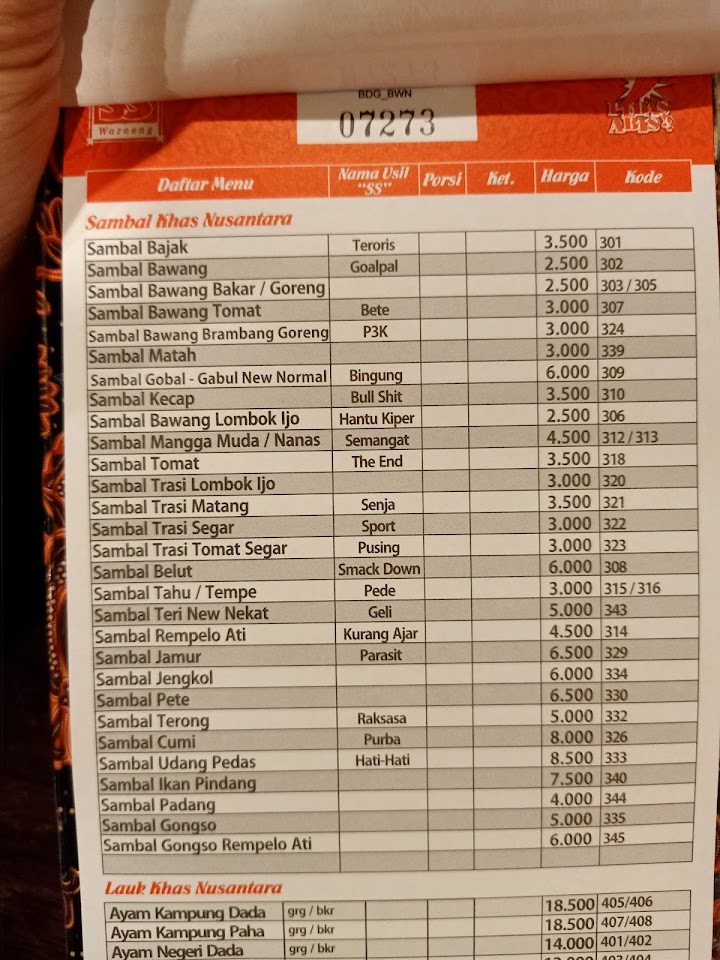 BDG_BWN
SS
Waroeng
07273
Daftar Menu Nama Usil "SS" Porsi Ket. Harga Kode
Sambal Khas Nusantara
Sambal Bajak Teroris 3.500 301
Sambal Bawang Goalpal 2.500 302
Sambal Bawang Bakar / Goreng 2.500 303 / 305
Sambal Bawang Tomat Bete 3.000 307
Sambal Bawang Brambang Goreng P3K 3.000 324
Sambal Matah 3.000 339
Sambal Gobal - Gabul New Normal Bingung 6.000 309
Sambal Kecap Bull Shit 3.500 310
Sambal Bawang Lombok Ijo Hantu Kiper 2.500 306
Sambal Mangga Muda / Nanas Semangat 4.500 312 / 313
Sambal Tomat The End 3.500 318
Sambal Trasi Lombok Ijo 3.000 320
Sambal Trasi Matang Senja 3.500 321
Sambal Trasi Segar Sport 3.000 322
Sambal Trasi Tomat Segar Pusing 3.000 323
Sambal Belut Smack Down 6.000 308
Sambal Tahu / Tempe Pede 3.000 315 / 316
Sambal Teri New Nekat Geli 5.000 343
Sambal Rempelo Ati Kurang Ajar 4.500 314
Sambal Jamur Parasit 6.500 329
Sambal Jengkol 6.000 334
Sambal Pete 6.500 330
Sambal Terong Raksasa 5.000 332
Sambal Cumi Purba 8.000 326
Sambal Udang Pedas Hati-Hati 8.500 333
Sambal Ikan Pindang 7.500 340
Sambal Padang 4.000 344
Sambal Gongso 5.000 335
Sambal Gongso Rempelo Ati 6.000 345
Lauk Khas Nusantara
Ayam Kampung Dada grg / bkr 18.500 405/406
Ayam Kampung Paha grg / bkr 18.500 407/408
Ayam Negeri Dada grg / bkr 14.000 401/402